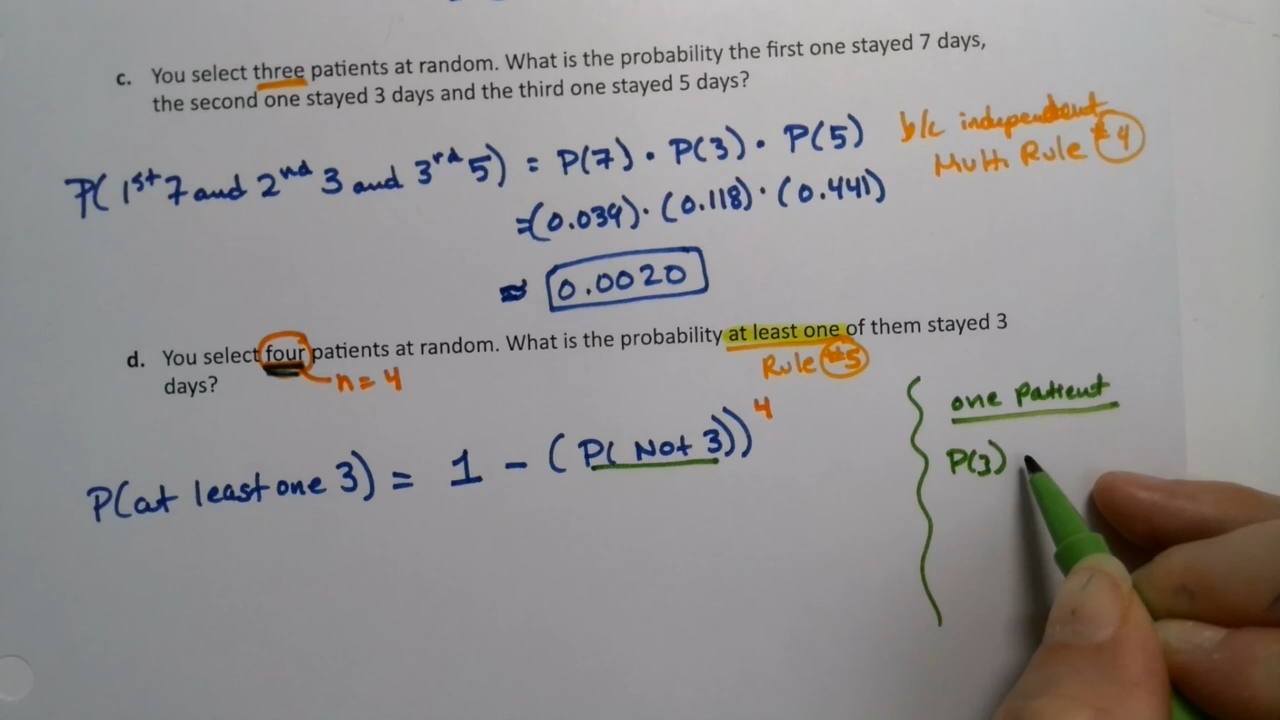 c. You select three patients at random. What is the probability the first one stayed 7 days,
the second one stayed 3 days and the third one stayed 5 days?
P(1st 7 and 2nd 3 and 3rd 5) = P(7) · P(3) · P(5)
b/c independent
Multi Rule #4
=(0.039)·(0.118)·(0.441)
≈ 0.0020
d. You select four patients at random. What is the probability at least one of them stayed 3
days?
n=4
Rule #5
P(at least one 3) = 1 - (P(Not 3))^4
one patient
P(3)